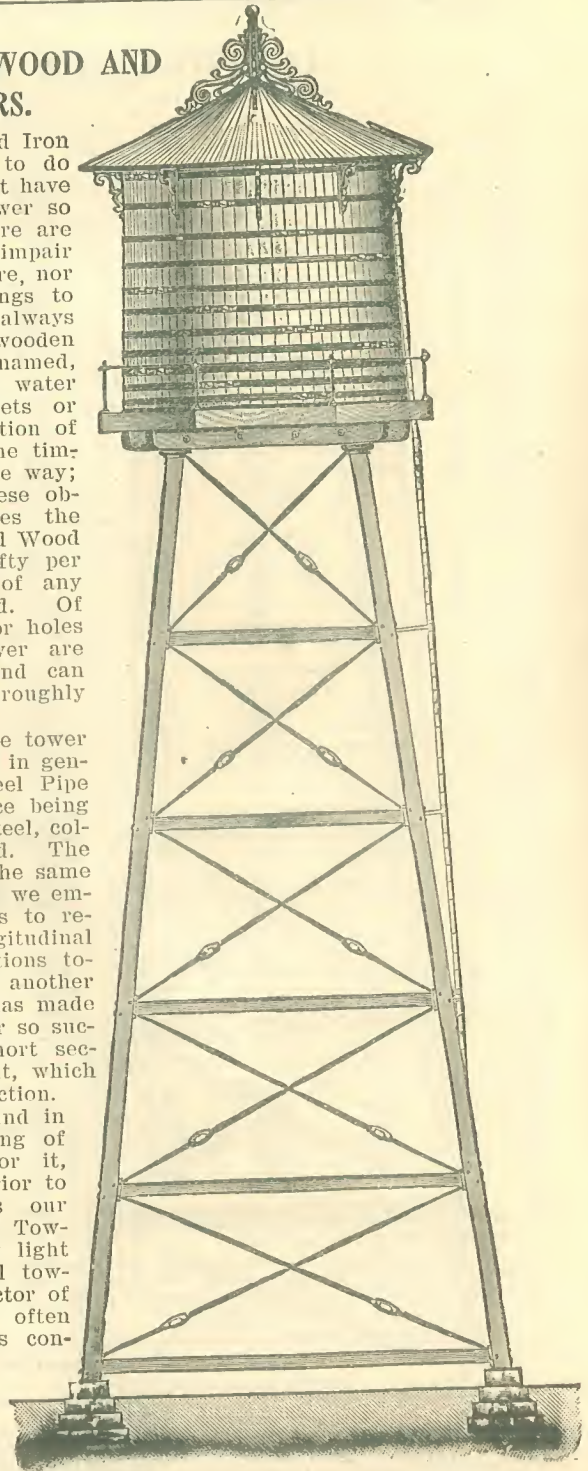 WOOD AND
RS.
d Iron
to do
t have
wer so
re are
impair
re, nor
ngs to
always
wooden
named,
water
ets or
tion of
he tim-
e way;
ese ob-
es the
d Wood
fty per
of any
d. Of
or holes
ver are
nd can
roughly
e tower
in gen-
eel Pipe
ce being
teel, col-
d. The
he same
we em-
s to re-
gitudinal
tions to-
another
as made
r so suc-
hort sec-
t, which
ction.
nd in
ng of
or it,
rior to
s our
Tow-
light
l tow-
ctor of
often
s con-